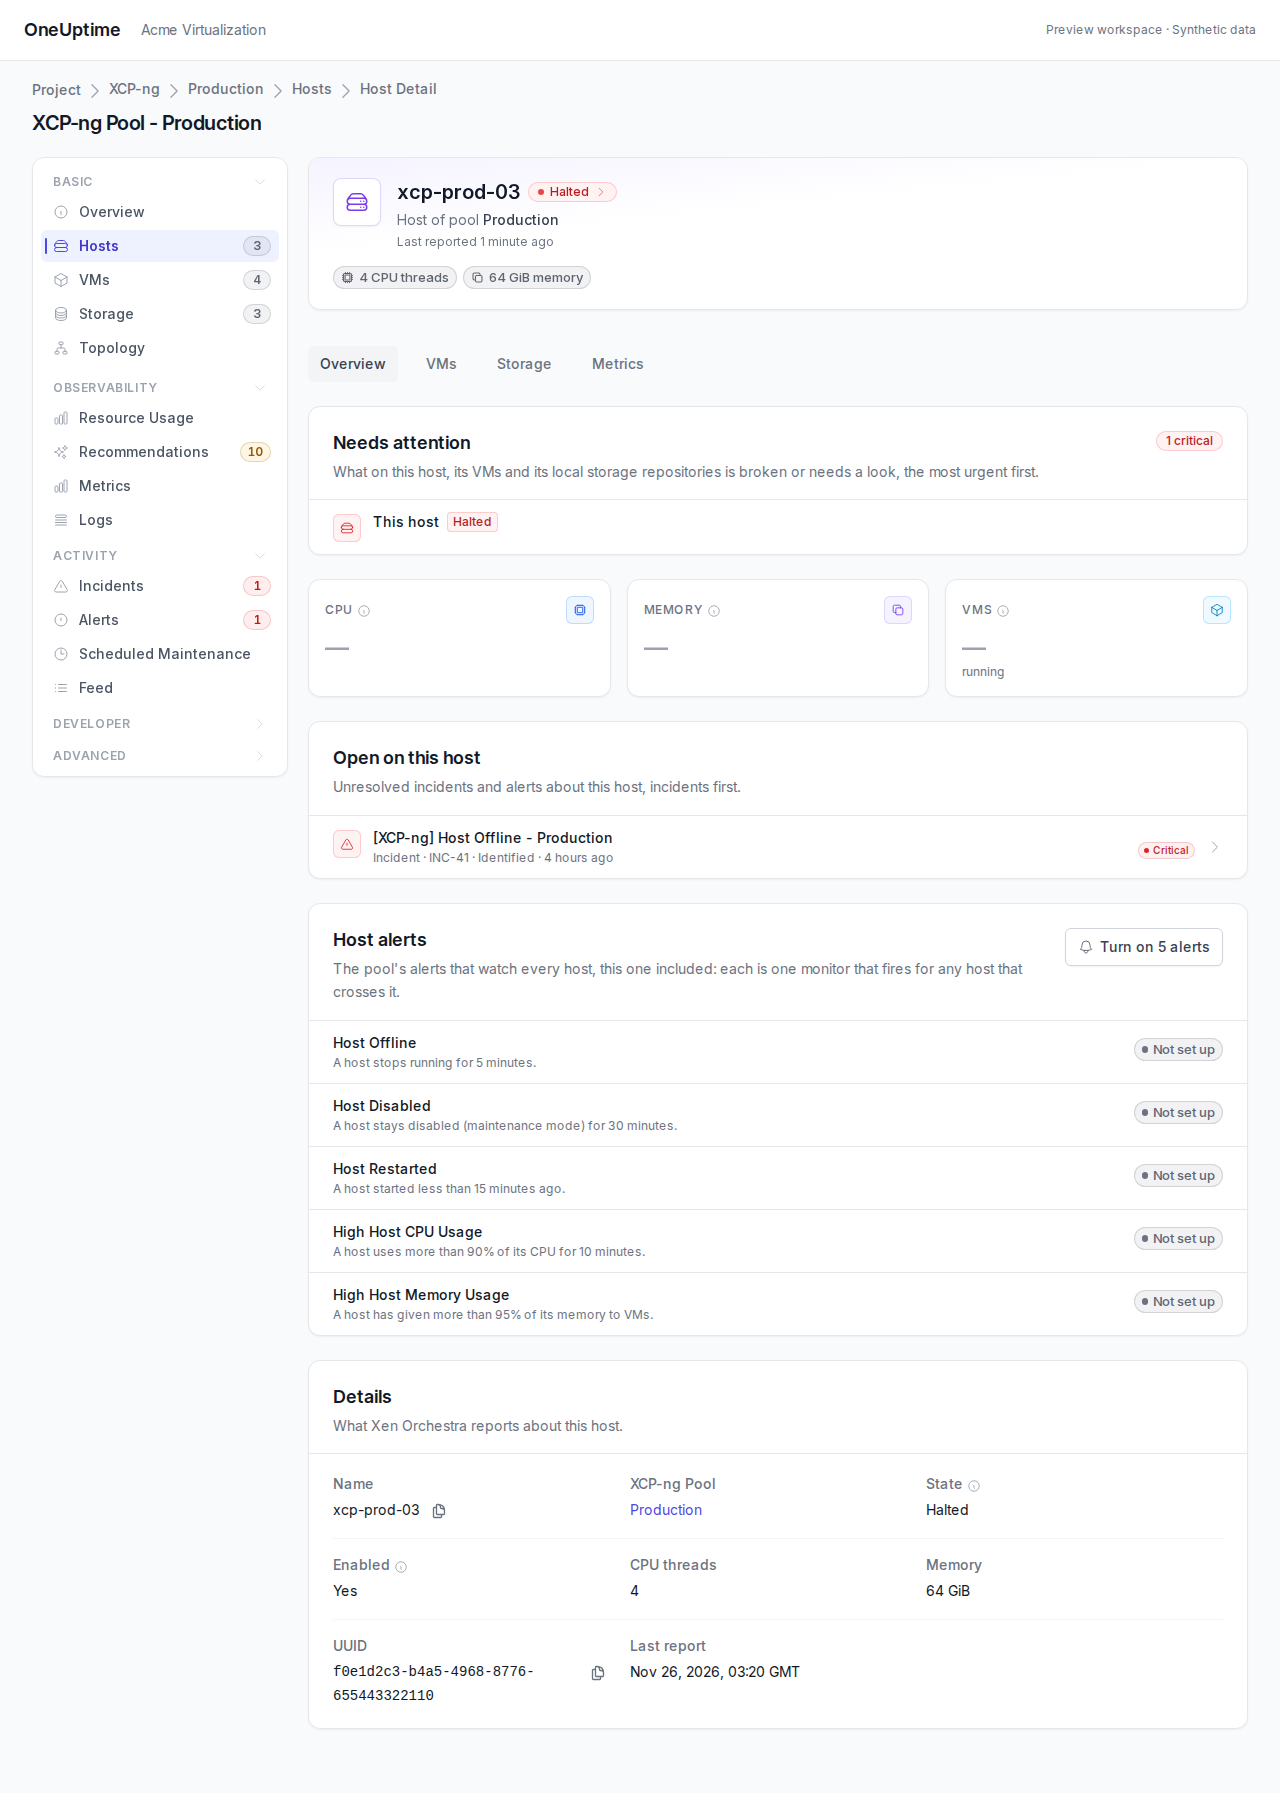 OneUptime
Acme Virtualization
Preview workspace · Synthetic data
Project
XCP-ng
Production
Hosts
Host Detail
XCP-ng Pool - Production
BASIC
Overview
Hosts
3
VMs
4
Storage
3
Topology
OBSERVABILITY
Resource Usage
Recommendations
10
Metrics
Logs
ACTIVITY
Incidents
1
Alerts
1
Scheduled Maintenance
Feed
DEVELOPER
ADVANCED
xcp-prod-03
Halted
Host of pool Production
Last reported 1 minute ago
4 CPU threads
64 GiB memory
Overview
VMs
Storage
Metrics
Needs attention
1 critical
What on this host, its VMs and its local storage repositories is broken or needs a look, the most urgent first.
This host
Halted
CPU
—
MEMORY
—
VMS
—
running
Open on this host
Unresolved incidents and alerts about this host, incidents first.
[XCP-ng] Host Offline - Production
Incident · INC-41 · Identified · 4 hours ago
Critical
Host alerts
Turn on 5 alerts
The pool's alerts that watch every host, this one included: each is one monitor that fires for any host that
crosses it.
Host Offline
A host stops running for 5 minutes.
Not set up
Host Disabled
A host stays disabled (maintenance mode) for 30 minutes.
Not set up
Host Restarted
A host started less than 15 minutes ago.
Not set up
High Host CPU Usage
A host uses more than 90% of its CPU for 10 minutes.
Not set up
High Host Memory Usage
A host has given more than 95% of its memory to VMs.
Not set up
Details
What Xen Orchestra reports about this host.
Name
xcp-prod-03
XCP-ng Pool
Production
State
Halted
Enabled
Yes
CPU threads
4
Memory
64 GiB
UUID
f0e1d2c3-b4a5-4968-8776-
655443322110
Last report
Nov 26, 2026, 03:20 GMT